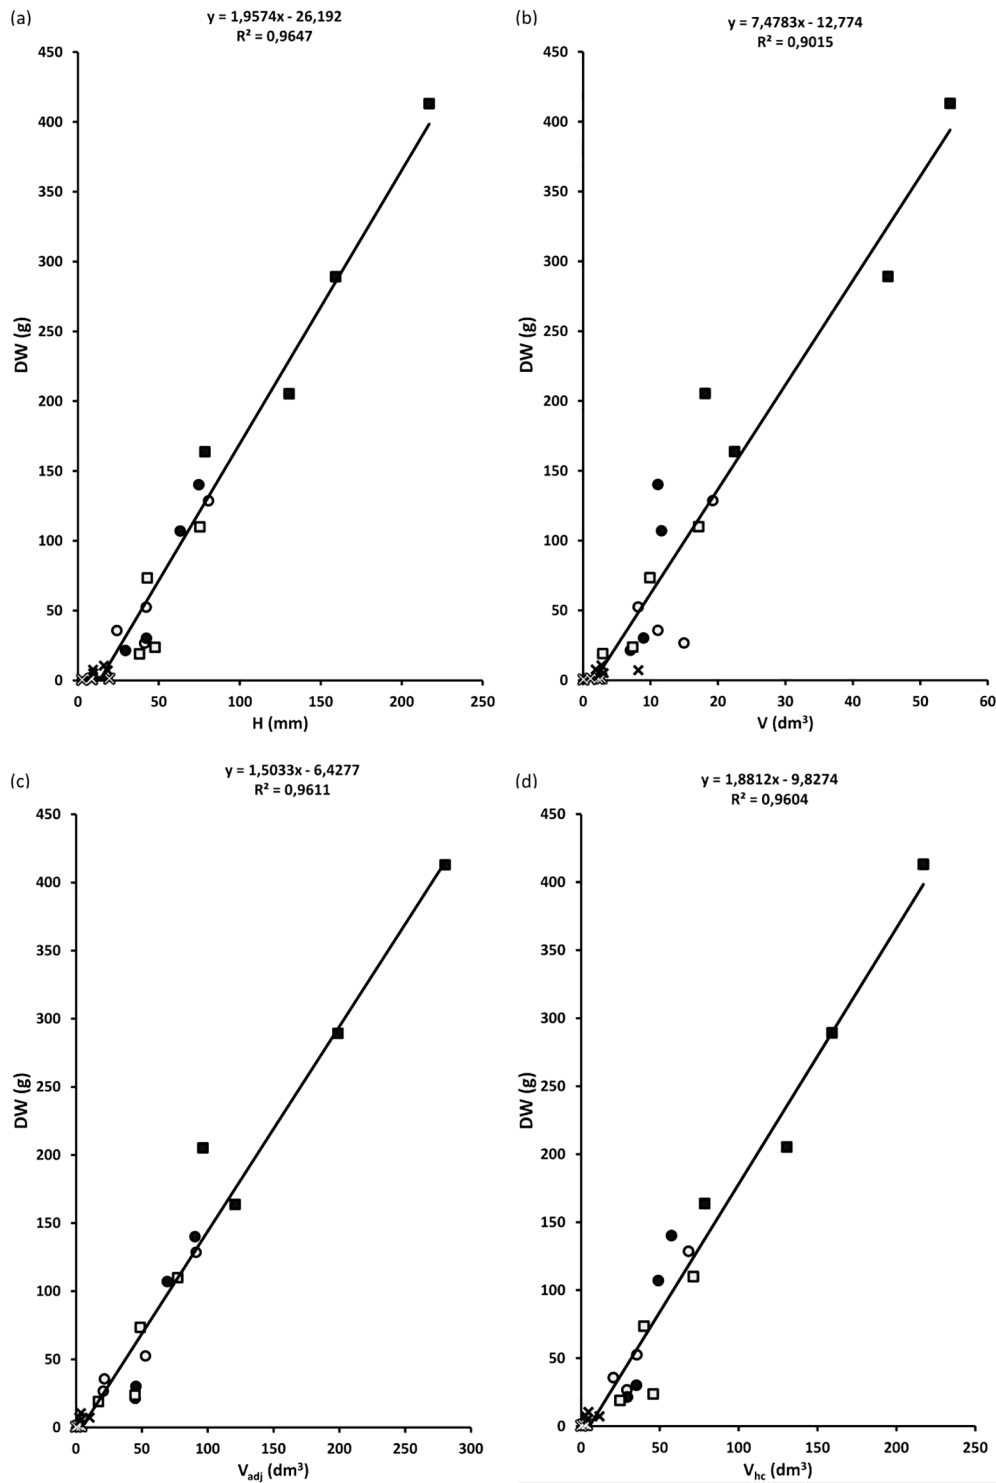 (a)
y = 1,9574x - 26,192
R² = 0,9647
450
400
350
300
250
200
150
100
50
0
DW (g)
0 50 100 150 200 250
H (mm)
(b)
y = 7,4783x - 12,774
R² = 0,9015
450
400
350
300
250
200
150
100
50
0
DW (g)
0 10 20 30 40 50 60
V (dm³)
(c)
y = 1,5033x - 6,4277
R² = 0,9611
450
400
350
300
250
200
150
100
50
0
DW (g)
0 50 100 150 200 250 300
Vadj (dm³)
(d)
y = 1,8812x - 9,8274
R² = 0,9604
450
400
350
300
250
200
150
100
50
0
DW (g)
0 50 100 150 200 250
Vhc (dm³)